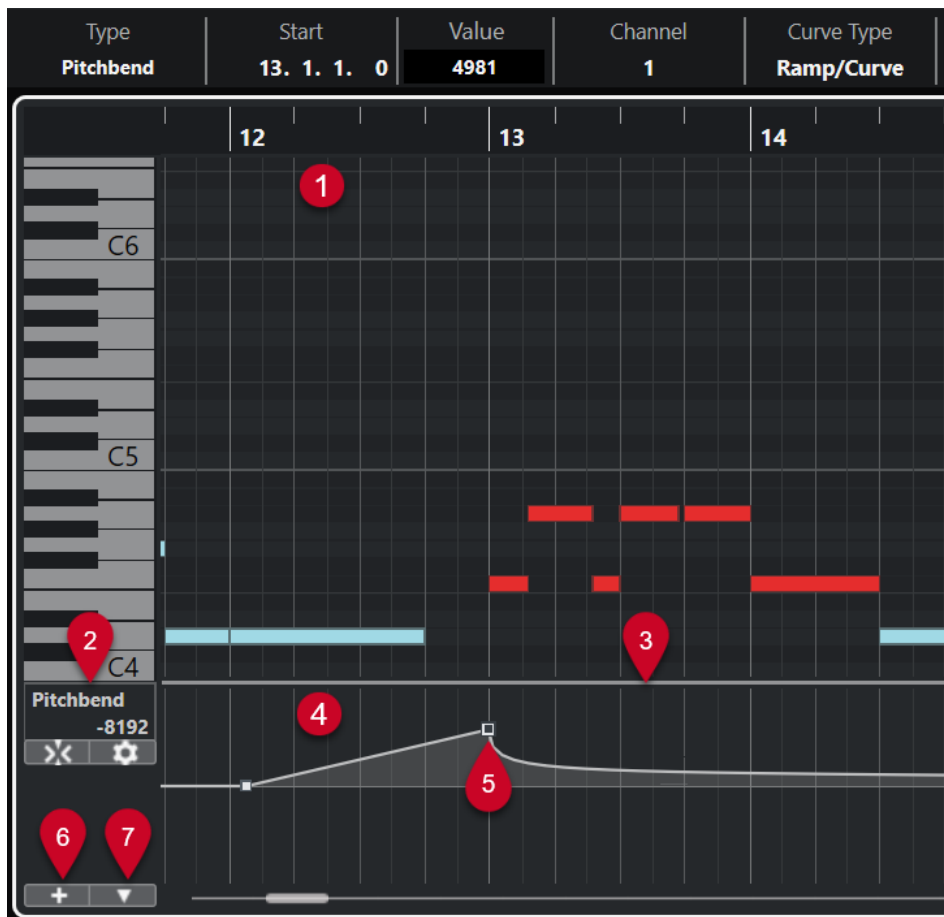 Type Start Value Channel Curve Type
Pitchbend 13. 1. 1. 0 4981 1 Ramp/Curve
12 13 14
1
C6
C5
2 3
C4
Pitchbend
-8192
4
5
6 7